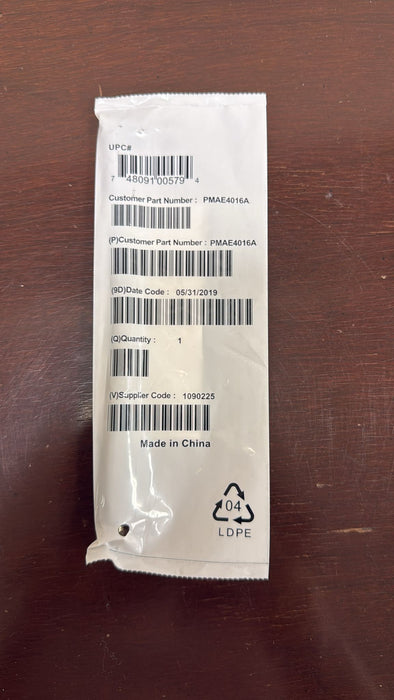 UPC#
7 48091 00579 4
Customer Part Number : PMAE4016A
(P)Customer Part Number : PMAE4016A
(9D)Date Code : 05/31/2019
(Q)Quantity : 1
(V)Supplier Code : 1090225
Made in China
04
LDPE